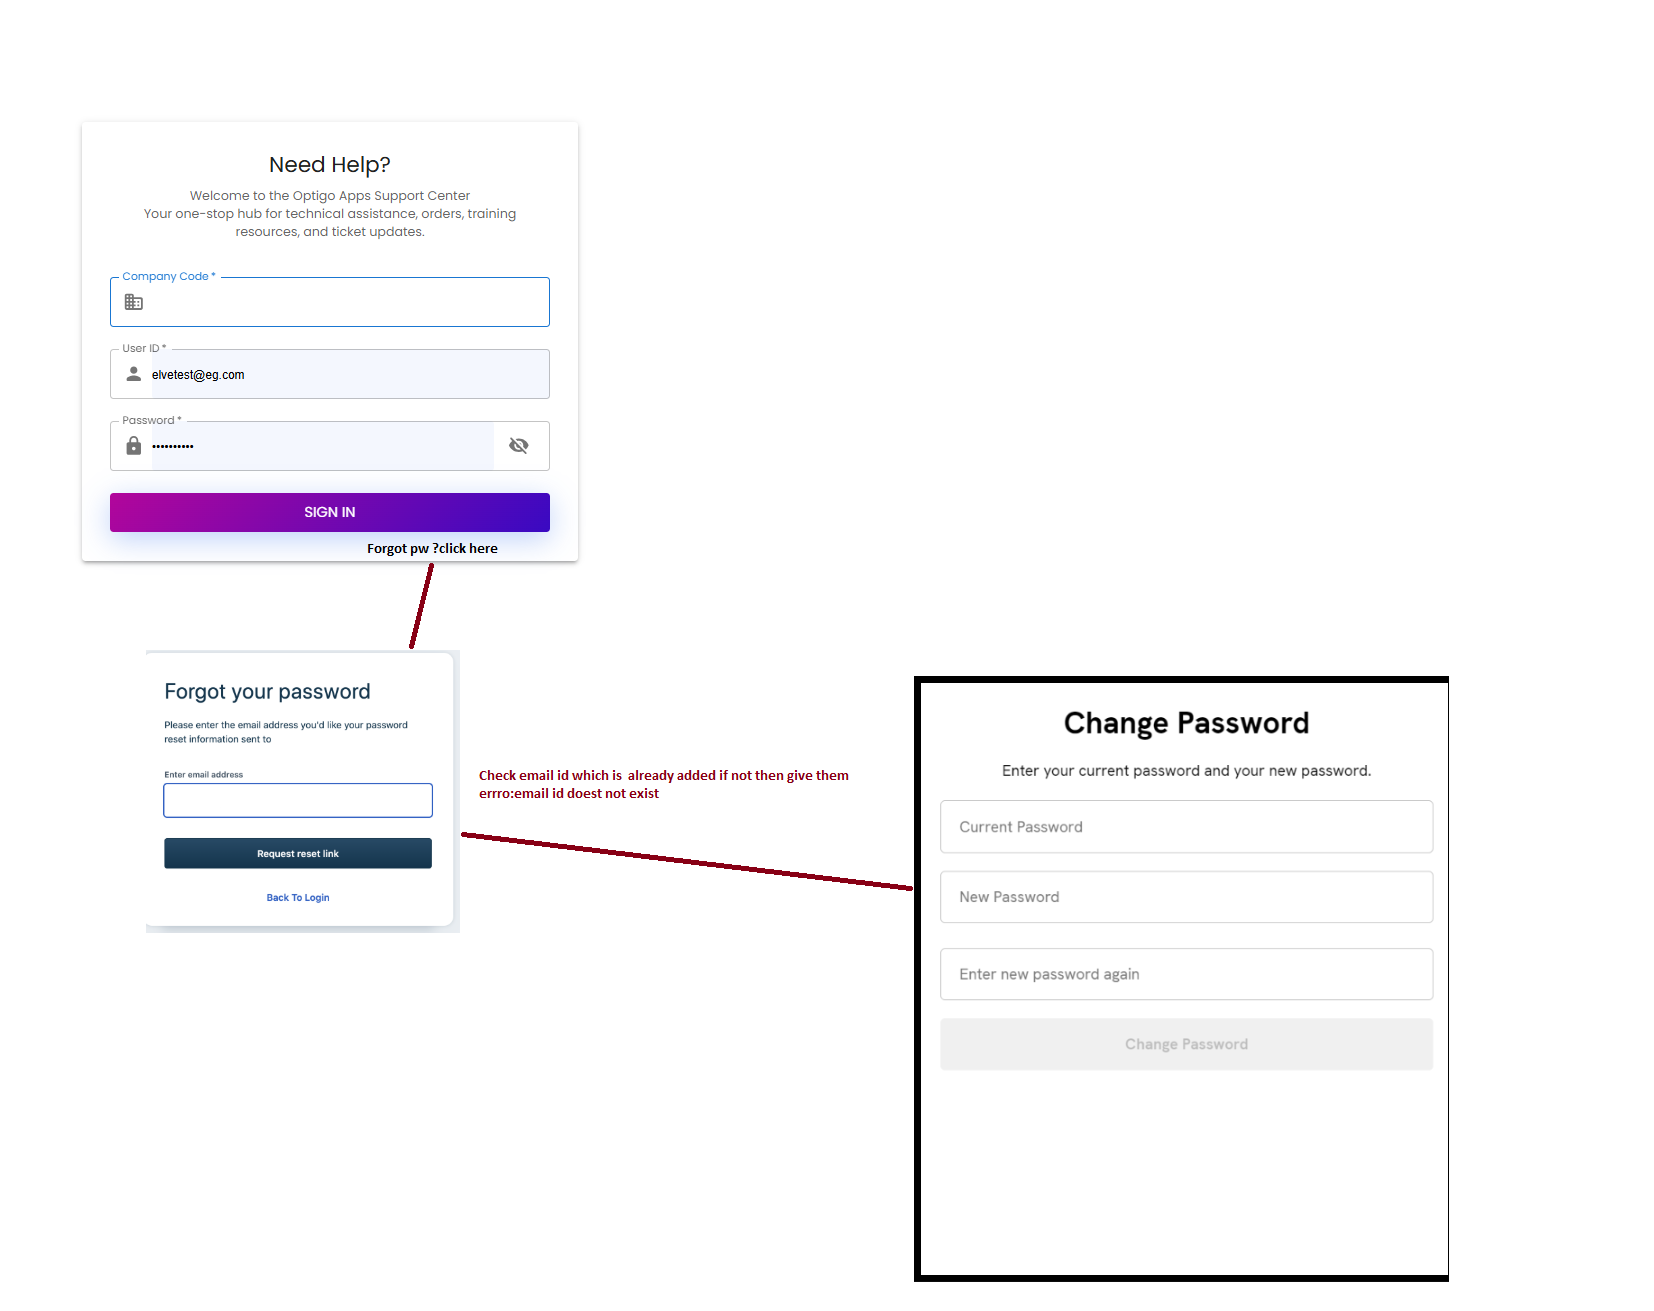 Need Help?
Welcome to the Optigo Apps Support Center
Your one-stop hub for technical assistance, orders, training
resources, and ticket updates.
Company Code *
User ID *
elvetest@eg.com
Password *
••••••••••
SIGN IN
Forgot pw ?click here
Forgot your password
Please enter the email address you'd like your password
reset information sent to
Enter email address
Request reset link
Back To Login
Check email id which is already added if not then give them
errro:email id doest not exist
Change Password
Enter your current password and your new password.
Current Password
New Password
Enter new password again
Change Password